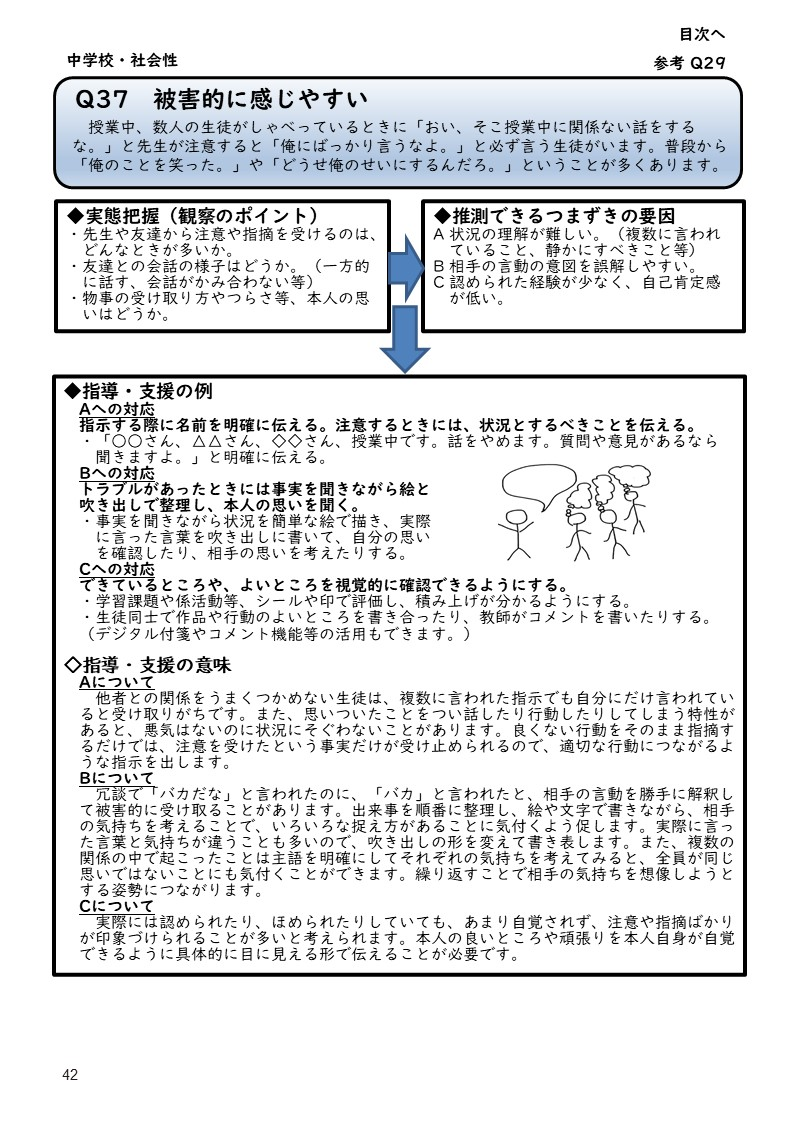 目次へ
中学校・社会性
参考 Q29
Q37　被害的に感じやすい
　授業中、数人の生徒がしゃべっているときに「おい、そこ授業中に関係ない話をする
な。」と先生が注意すると「俺にばっかり言うなよ。」と必ず言う生徒がいます。普段から
「俺のことを笑った。」や「どうせ俺のせいにするんだろ。」ということが多くあります。
◆実態把握（観察のポイント）
・先生や友達から注意や指摘を受けるのは、
どんなときが多いか。
・友達との会話の様子はどうか。（一方的
に話す、会話がかみ合わない等）
・物事の受け取り方やつらさ等、本人の思
いはどうか。
◆推測できるつまずきの要因
A 状況の理解が難しい。（複数に言われ
ていること、静かにすべきこと等）
B 相手の言動の意図を誤解しやすい。
C 認められた経験が少なく、自己肯定感
が低い。
◆指導・支援の例
Aへの対応
指示する際に名前を明確に伝える。注意するときには、状況とするべきことを伝える。
・「〇〇さん、△△さん、◇◇さん、授業中です。話をやめます。質問や意見があるなら
聞きますよ。」と明確に伝える。
Bへの対応
トラブルがあったときには事実を聞きながら絵と
吹き出しで整理し、本人の思いを聞く。
・事実を聞きながら状況を簡単な絵で描き、実際
に言った言葉を吹き出しに書いて、自分の思い
を確認したり、相手の思いを考えたりする。
Cへの対応
できているところや、よいところを視覚的に確認できるようにする。
・学習課題や係活動等、シールや印で評価し、積み上げが分かるようにする。
・生徒同士で作品や行動のよいところを書き合ったり、教師がコメントを書いたりする。
（デジタル付箋やコメント機能等の活用もできます。）
◇指導・支援の意味
Aについて
　他者との関係をうまくつかめない生徒は、複数に言われた指示でも自分にだけ言われてい
ると受け取りがちです。また、思いついたことをつい話したり行動したりしてしまう特性が
あると、悪気はないのに状況にそぐわないことがあります。良くない行動をそのまま指摘す
るだけでは、注意を受けたという事実だけが受け止められるので、適切な行動につながるよ
うな指示を出します。
Bについて
　冗談で「バカだな」と言われたのに、「バカ」と言われたと、相手の言動を勝手に解釈し
て被害的に受け取ることがあります。出来事を順番に整理し、絵や文字で書きながら、相手
の気持ちを考えることで、いろいろな捉え方があることに気付くよう促します。実際に言っ
た言葉と気持ちが違うことも多いので、吹き出しの形を変えて書き表します。また、複数の
関係の中で起こったことは主語を明確にしてそれぞれの気持ちを考えてみると、全員が同じ
思いではないことにも気付くことができます。繰り返すことで相手の気持ちを想像しようと
する姿勢につながります。
Cについて
　実際には認められたり、ほめられたりしていても、あまり自覚されず、注意や指摘ばかり
が印象づけられることが多いと考えられます。本人の良いところや頑張りを本人自身が自覚
できるように具体的に目に見える形で伝えることが必要です。
42